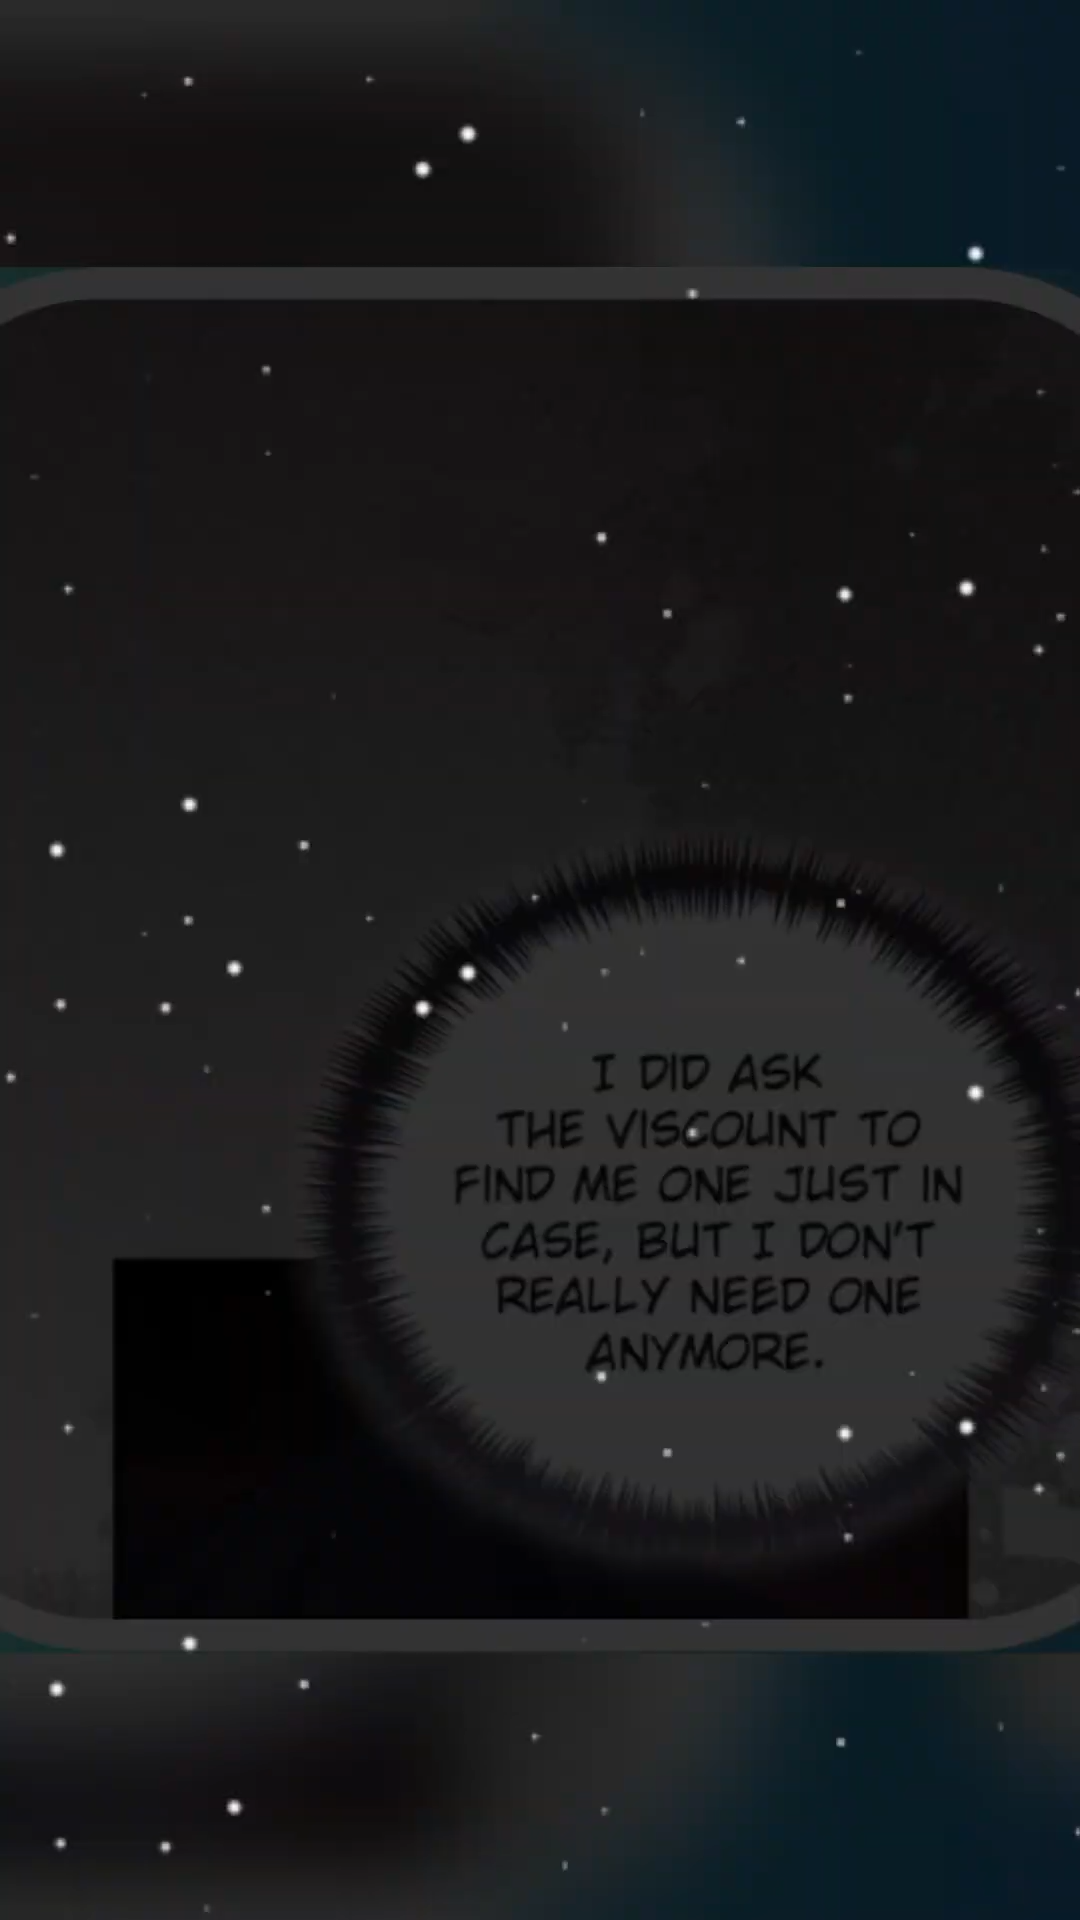 I DID ASK
THE VISCOUNT TO
FIND ME ONE JUST IN
CASE, BUT I DON'T
REALLY NEED ONE
ANYMORE.